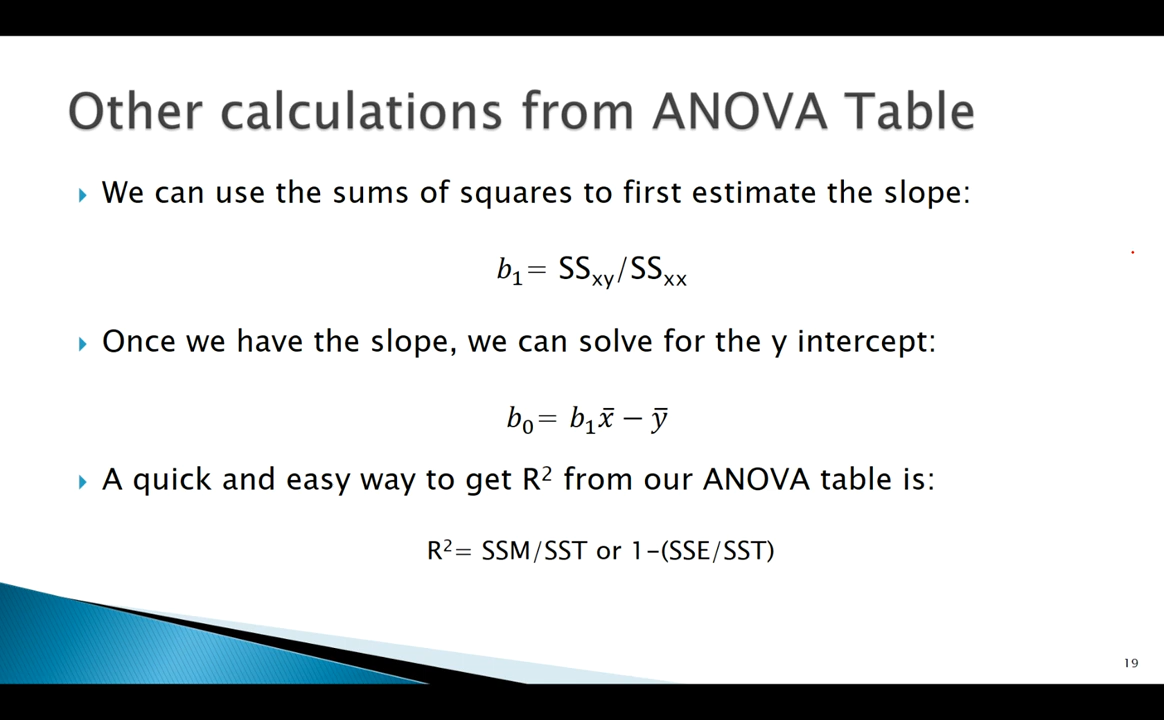 Other calculations from ANOVA Table
We can use the sums of squares to first estimate the slope:
b₁= SSxy/SSxx
Once we have the slope, we can solve for the y intercept:
b₀= b₁x̄ − ȳ
A quick and easy way to get R² from our ANOVA table is:
R²= SSM/SST or 1-(SSE/SST)
19